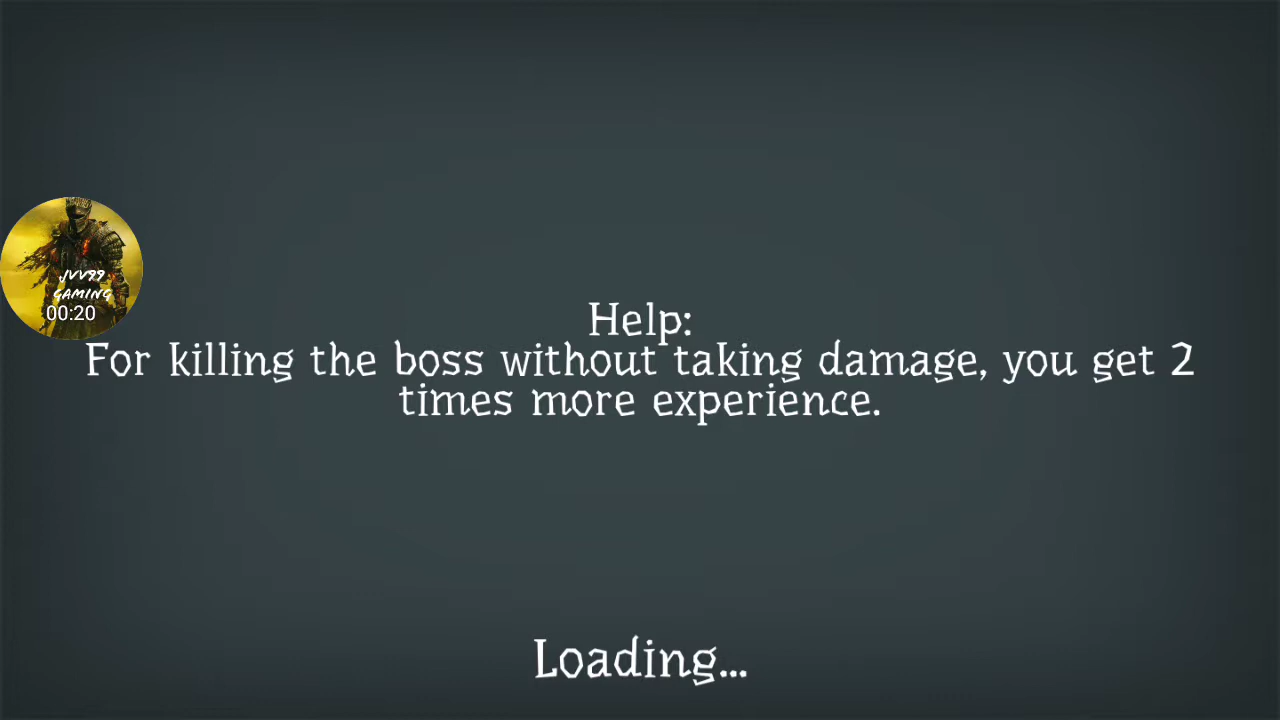 JVV99
GAMING
00:20
Help:
For killing the boss without taking damage, you get 2
times more experience.
Loading...